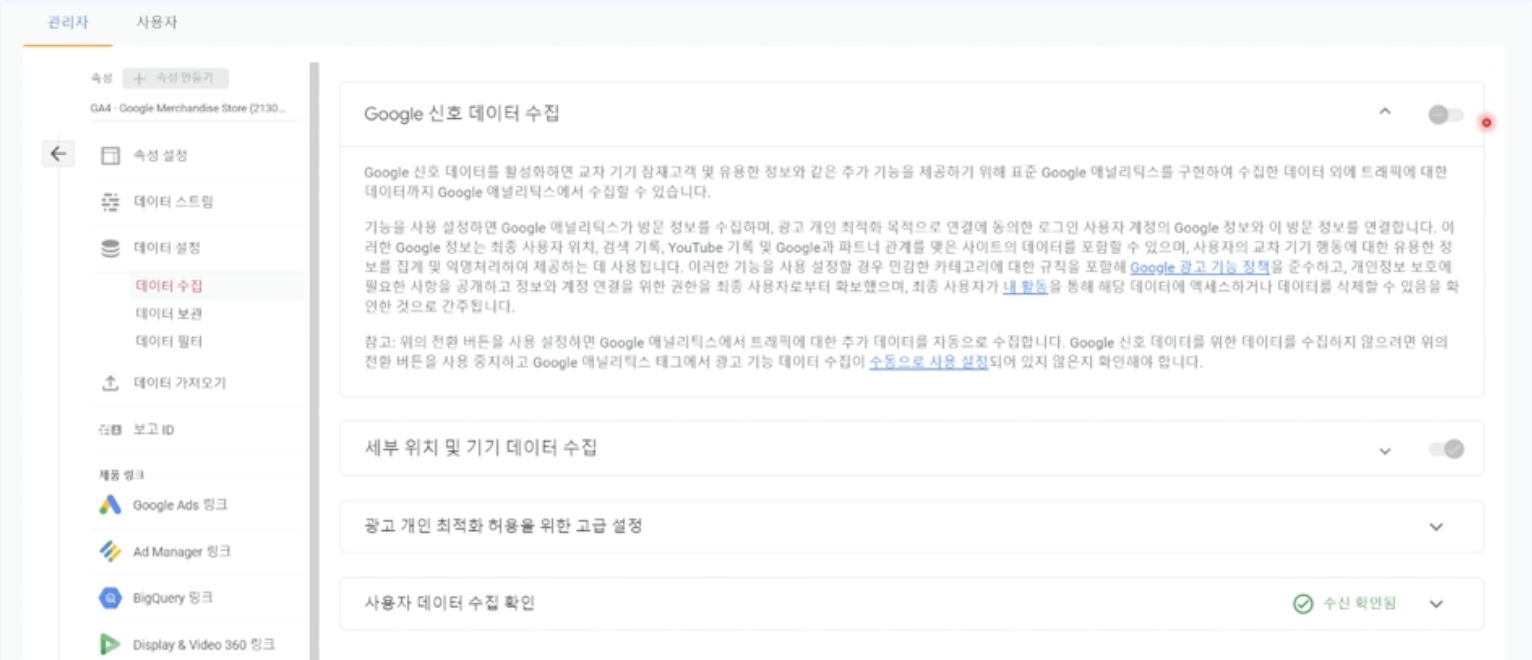 관리자 사용자
속성 + 속성 만들기
GA4 - Google Merchandise Store (2130...
속성 설정
데이터 스트림
데이터 설정
데이터 수집
데이터 보관
데이터 필터
데이터 가져오기
보고 ID
제품 링크
Google Ads 링크
Ad Manager 링크
BigQuery 링크
Display & Video 360 링크
Google 신호 데이터 수집
Google 신호 데이터를 활성화하면 교차 기기 잠재고객 및 유용한 정보와 같은 추가 기능을 제공하기 위해 표준 Google 애널리틱스를 구현하여 수집한 데이터 외에 트래픽에 대한
데이터까지 Google 애널리틱스에서 수집할 수 있습니다.
기능을 사용 설정하면 Google 애널리틱스가 방문 정보를 수집하며, 광고 개인 최적화 목적으로 연결에 동의한 로그인 사용자 계정의 Google 정보와 이 방문 정보를 연결합니다. 이
러한 Google 정보는 최종 사용자 위치, 검색 기록, YouTube 기록 및 Google과 파트너 관계를 맺은 사이트의 데이터를 포함할 수 있으며, 사용자의 교차 기기 행동에 대한 유용한 정
보를 집계 및 익명처리하여 제공하는 데 사용됩니다. 이러한 기능을 사용 설정할 경우 민감한 카테고리에 대한 규칙을 포함해 Google 광고 기능 정책을 준수하고, 개인정보 보호에
필요한 사항을 공개하고 정보와 계정 연결을 위한 권한을 최종 사용자로부터 확보했으며, 최종 사용자가 내 활동을 통해 해당 데이터에 액세스하거나 데이터를 삭제할 수 있음을 확
인한 것으로 간주됩니다.
참고: 위의 전환 버튼을 사용 설정하면 Google 애널리틱스에서 트래픽에 대한 추가 데이터를 자동으로 수집합니다. Google 신호 데이터를 위한 데이터를 수집하지 않으려면 위의
전환 버튼을 사용 중지하고 Google 애널리틱스 태그에서 광고 기능 데이터 수집이 수동으로 사용 설정되어 있지 않은지 확인해야 합니다.
세부 위치 및 기기 데이터 수집
광고 개인 최적화 허용을 위한 고급 설정
사용자 데이터 수집 확인 수신 확인됨